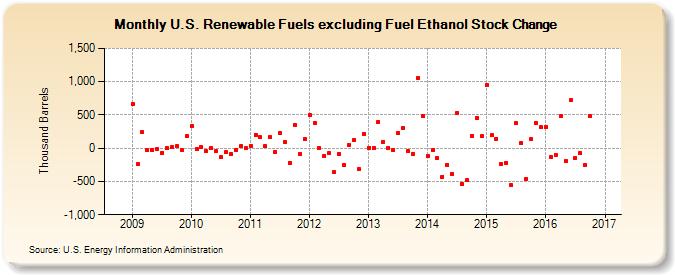 Monthly U.S. Renewable Fuels excluding Fuel Ethanol Stock Change
Thousand Barrels
1,500
1,000
500
0
-500
-1,000
2009 2010 2011 2012 2013 2014 2015 2016 2017
Source: U.S. Energy Information Administration